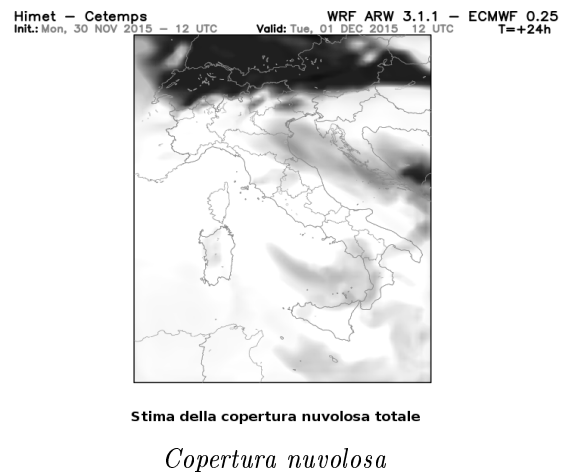 Himet – Cetemps WRF ARW 3.1.1 – ECMWF 0.25
Init.: Mon, 30 NOV 2015 – 12 UTC Valid: Tue, 01 DEC 2015 12 UTC T=+24h
Stima della copertura nuvolosa totale
Copertura nuvolosa